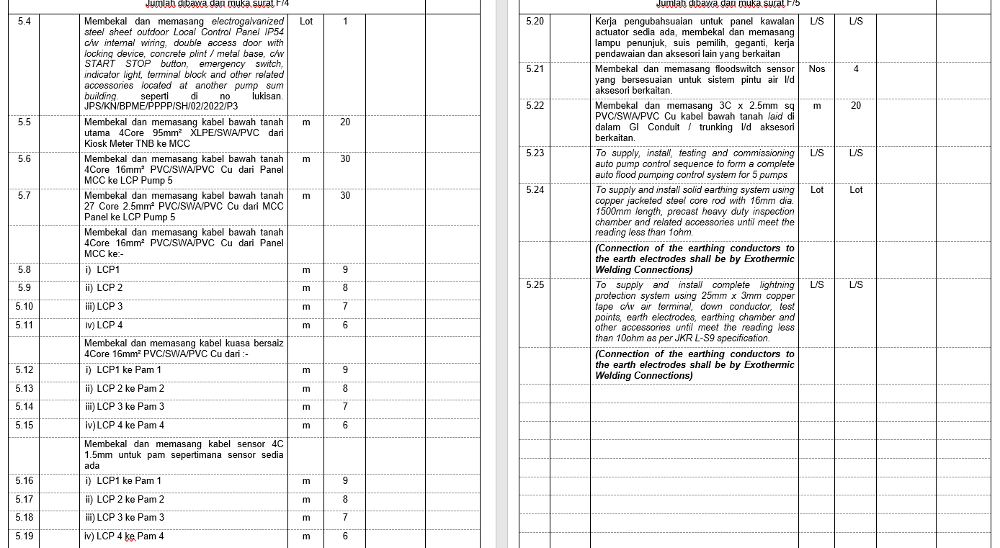 Jumlah dibawa dari muka surat F/4
5.4 Membekal dan memasang electrogalvanized Lot 1
steel sheet outdoor Local Control Panel IP54
c/w internal wiring, double access door with
locking device, concrete plint / metal base, c/w
START STOP button, emergency switch,
indicator light, terminal block and other related
accessories located at another pump sum
building. seperti di no lukisan.
JPS/KN/BPME/PPPP/SH/02/2022/P3
5.5 Membekal dan memasang kabel bawah tanah m 20
utama 4Core 95mm² XLPE/SWA/PVC dari
Kiosk Meter TNB ke MCC
5.6 Membekal dan memasang kabel bawah tanah m 30
4Core 16mm² PVC/SWA/PVC Cu dari Panel
MCC ke LCP Pump 5
5.7 Membekal dan memasang kabel bawah tanah m 30
27 Core 2.5mm² PVC/SWA/PVC Cu dari MCC
Panel ke LCP Pump 5
Membekal dan memasang kabel bawah tanah
4Core 16mm² PVC/SWA/PVC Cu dari Panel
MCC ke:-
5.8 i) LCP1 m 9
5.9 ii) LCP 2 m 8
5.10 iii) LCP 3 m 7
5.11 iv) LCP 4 m 6
Membekal dan memasang kabel kuasa bersaiz
4Core 16mm² PVC/SWA/PVC Cu dari :-
5.12 i) LCP1 ke Pam 1 m 9
5.13 ii) LCP 2 ke Pam 2 m 8
5.14 iii) LCP 3 ke Pam 3 m 7
5.15 iv) LCP 4 ke Pam 4 m 6
Membekal dan memasang kabel sensor 4C
1.5mm untuk pam sepertimana sensor sedia
ada
5.16 i) LCP1 ke Pam 1 m 9
5.17 ii) LCP 2 ke Pam 2 m 8
5.18 iii) LCP 3 ke Pam 3 m 7
5.19 iv) LCP 4 ke Pam 4 m 6
Jumlah dibawa dari muka surat F/5
5.20 Kerja pengubahsuaian untuk panel kawalan L/S L/S
actuator sedia ada, membekal dan memasang
lampu penunjuk, suis pemilih, geganti, kerja
pendawaian dan aksesori lain yang berkaitan
5.21 Membekal dan memasang floodswitch sensor Nos 4
yang bersesuaian untuk sistem pintu air l/d
aksesori berkaitan.
5.22 Membekal dan memasang 3C x 2.5mm sq m 20
PVC/SWA/PVC Cu kabel bawah tanah laid di
dalam GI Conduit / trunking l/d aksesori
berkaitan.
5.23 To supply, install, testing and commissioning L/S L/S
auto pump control sequence to form a complete
auto flood pumping control system for 5 pumps
5.24 To supply and install solid earthing system using Lot Lot
copper jacketed steel core rod with 16mm dia.
1500mm length, precast heavy duty inspection
chamber and related accessories until meet the
reading less than 1ohm.
(Connection of the earthing conductors to
the earth electrodes shall be by Exothermic
Welding Connections)
5.25 To supply and install complete lightning L/S L/S
protection system using 25mm x 3mm copper
tape c/w air terminal, down conductor, test
points, earth electrodes, earthing chamber and
other accessories until meet the reading less
than 10ohm as per JKR L-S9 specification.
(Connection of the earthing conductors to
the earth electrodes shall be by Exothermic
Welding Connections)